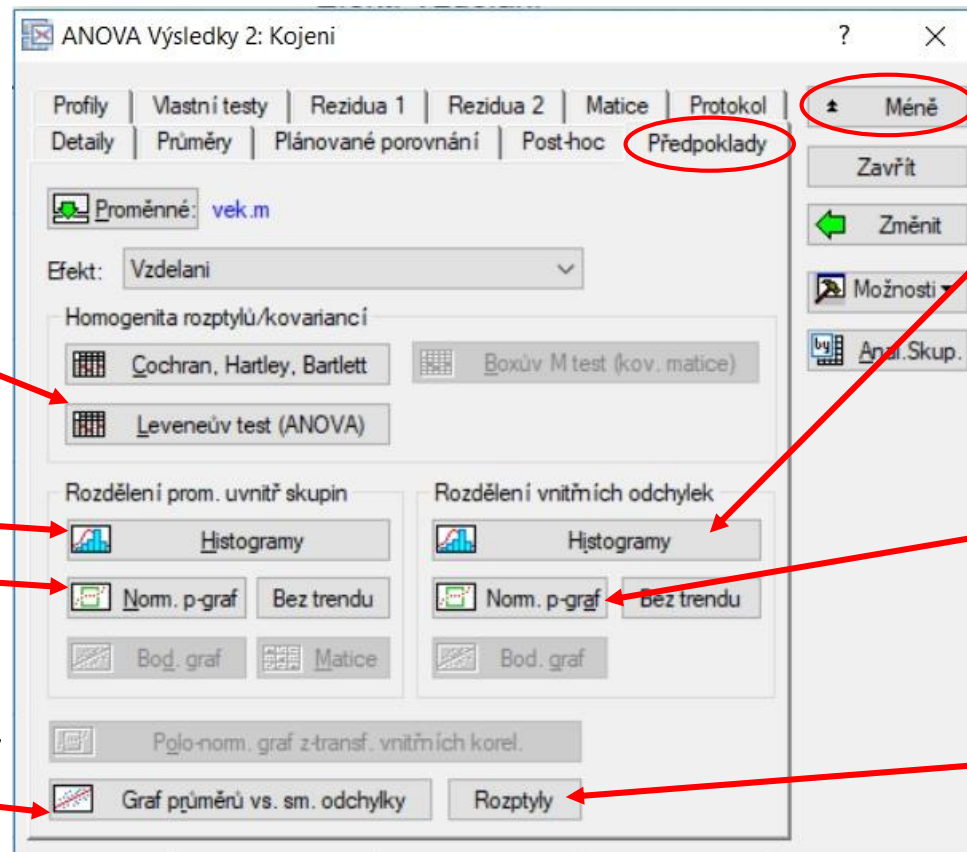 ANOVA Výsledky 2: Kojeni ? ×
Profily Vlastní testy Rezidua 1 Rezidua 2 Matice Protokol
Detaily Průměry Plánované porovnání Post-hoc Předpoklady
Méně
Zavřít
Změnit
Možnosti
by Anal.Skup.
Proměnné: vek.m
Efekt: Vzdelani
Homogenita rozptylů/kovariancí
Cochran, Hartley, Bartlett Boxův M test (kov. matice)
Leveneův test (ANOVA)
Rozdělení prom. uvnitř skupin
Histogramy
Norm. p-graf Bez trendu
Bod. graf Matice
Rozdělení vnitřních odchylek
Histogramy
Norm. p-graf Bez trendu
Bod. graf
Polo-norm. graf z-transf. vnitřních korel.
Graf průměrů vs. sm. odchylky Rozptyly